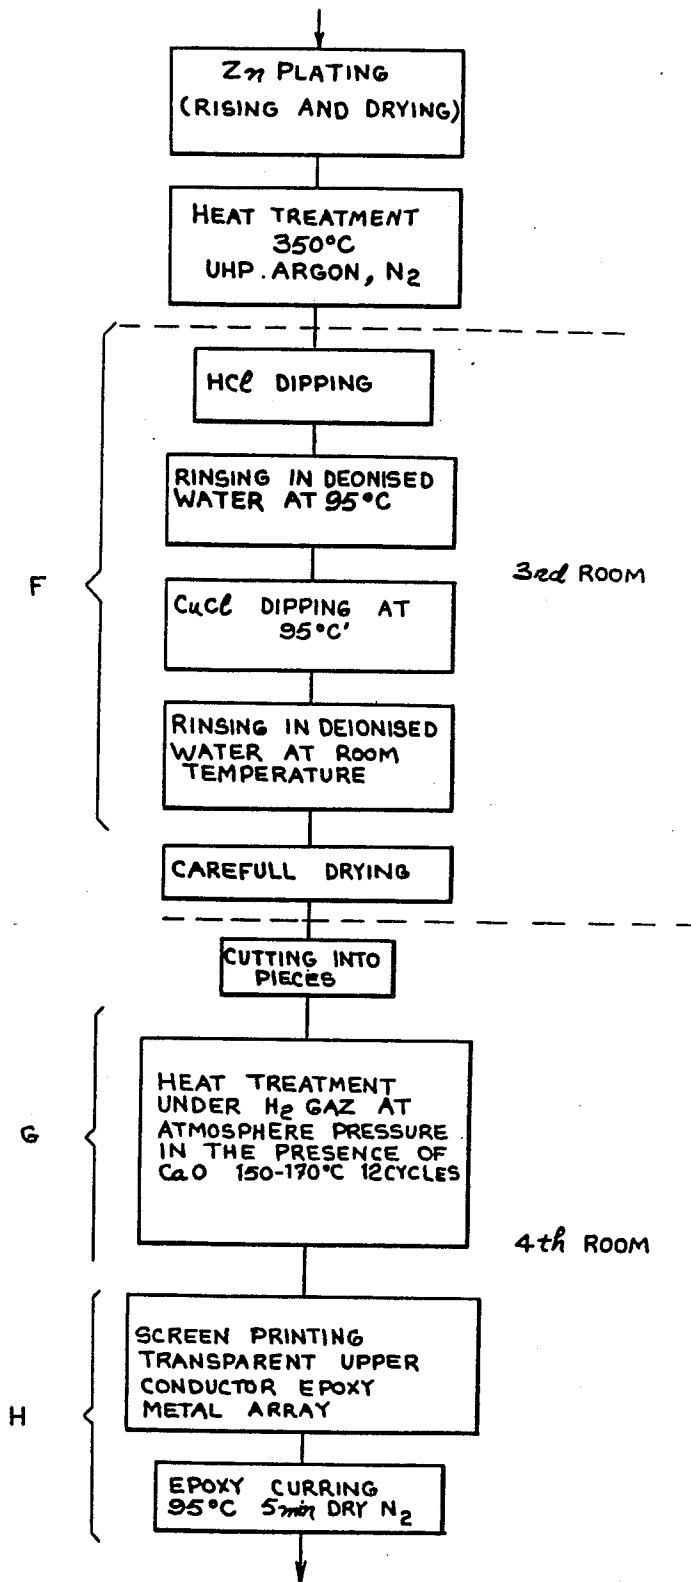 Zn PLATING
(RISING AND DRYING)
HEAT TREATMENT
350°C
UHP. ARGON, N2
HCl DIPPING
RINSING IN DEONISED
WATER AT 95°C
F
3rd ROOM
CuCl DIPPING AT
95°C'
RINSING IN DEIONISED
WATER AT ROOM
TEMPERATURE
CAREFULL DRYING
CUTTING INTO
PIECES
G
HEAT TREATMENT
UNDER H2 GAZ AT
ATMOSPHERE PRESSURE
IN THE PRESENCE OF
CaO 150-170°C 12CYCLES
4th ROOM
H
SCREEN PRINTING
TRANSPARENT UPPER
CONDUCTOR EPOXY
METAL ARRAY
EPOXY CURRING
95°C 5min DRY N2